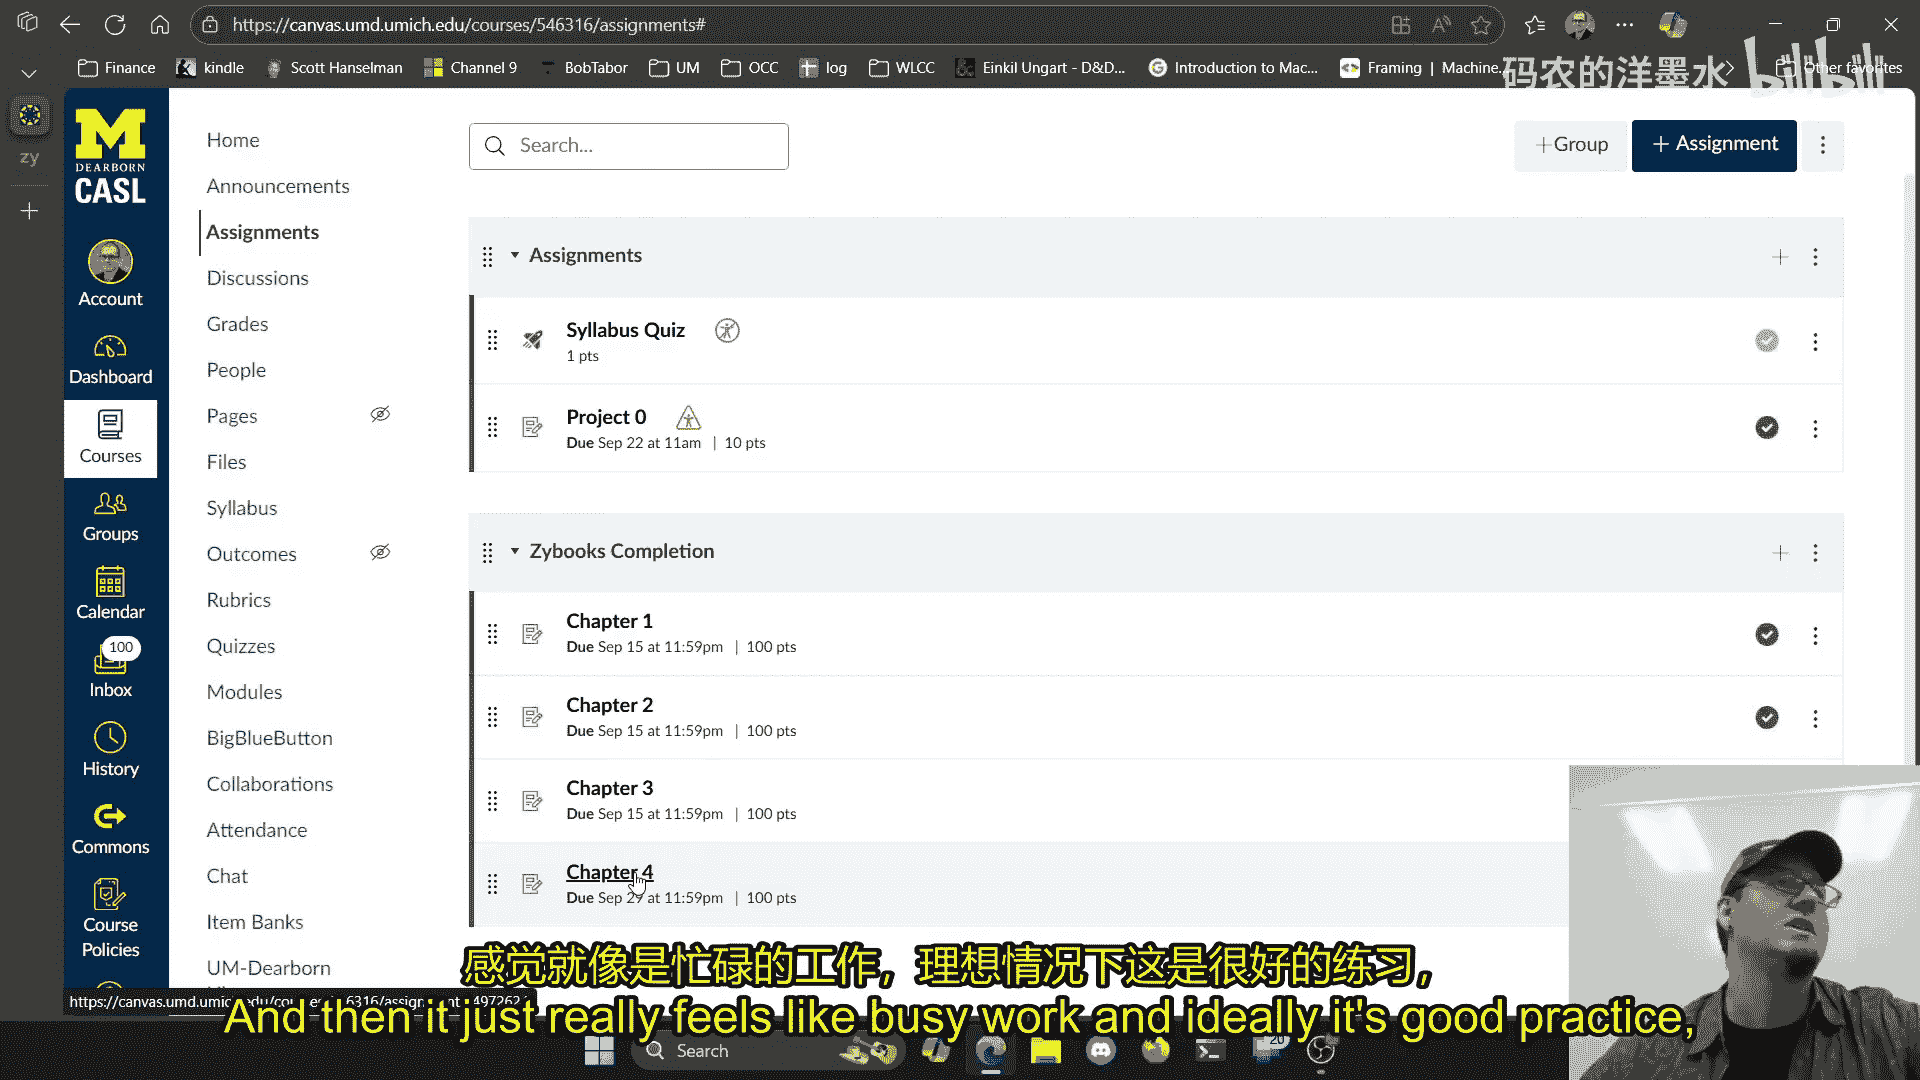 https://canvas.umd.umich.edu/courses/546316/assignments#
Finance
kindle
Scott Hanselman
Channel 9
BobTabor
UM
OCC
log
WLCC
Einkil Ungart - D&D...
Introduction to Mac...
Framing | Machine...
Other favorites
码农的洋墨水
bilibili
zy
M
DEARBORN
CASL
Account
Dashboard
Courses
Groups
Calendar
100
Inbox
History
Commons
Course
Policies
Home
Announcements
Assignments
Discussions
Grades
People
Pages
Files
Syllabus
Outcomes
Rubrics
Quizzes
Modules
BigBlueButton
Collaborations
Attendance
Chat
Item Banks
UM-Dearborn
Search...
+Group
+ Assignment
Assignments
Syllabus Quiz
1 pts
Project 0
Due Sep 22 at 11am | 10 pts
Zybooks Completion
Chapter 1
Due Sep 15 at 11:59pm | 100 pts
Chapter 2
Due Sep 15 at 11:59pm | 100 pts
Chapter 3
Due Sep 15 at 11:59pm | 100 pts
Chapter 4
Due Sep 29 at 11:59pm | 100 pts
感觉就像是忙碌的工作，理想情况下这是很好的练习，
And then it just really feels like busy work and ideally it's good practice,
Search
20